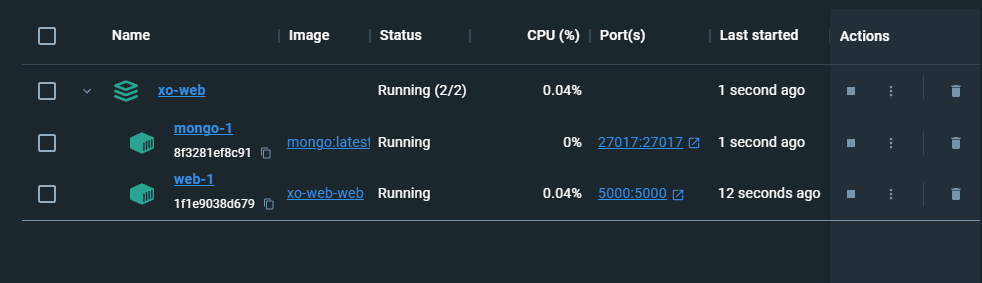 Name Image Status CPU (%) Port(s) Last started Actions
xo-web Running (2/2) 0.04% 1 second ago
mongo-1
8f3281ef8c91 mongo:latest Running 0% 27017:27017 1 second ago
web-1
1f1e9038d679 xo-web-web Running 0.04% 5000:5000 12 seconds ago